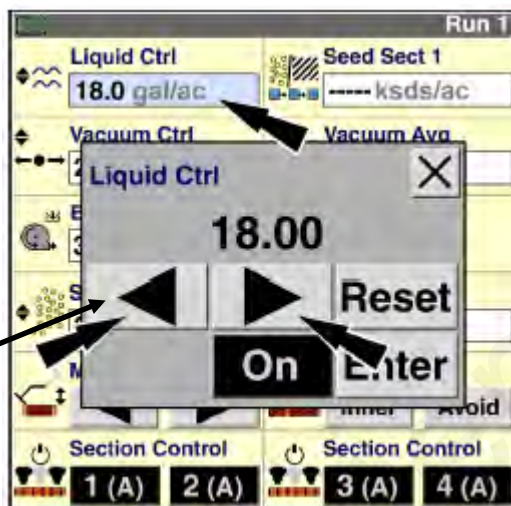 Run 1
Liquid Ctrl
18.0 gal/ac
Seed Sect 1
----- ksds/ac
Vacuum Ctrl
Vacuum Avg
Liquid Ctrl
18.00
Reset
On
Enter
Inner
Avoid
Section Control
Section Control
1 (A)
2 (A)
3 (A)
4 (A)